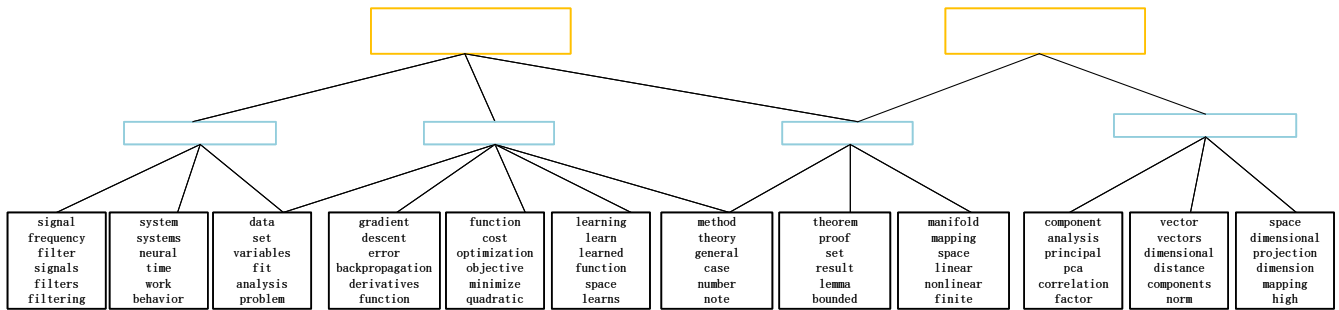 signal
frequency
filter
signals
filters
filtering
system
systems
neural
time
work
behavior
data
set
variables
fit
analysis
problem
gradient
descent
error
backpropagation
derivatives
function
function
cost
optimization
objective
minimize
quadratic
learning
learn
learned
function
space
learns
method
theory
general
case
number
note
theorem
proof
set
result
lemma
bounded
manifold
mapping
space
linear
nonlinear
finite
component
analysis
principal
pca
correlation
factor
vector
vectors
dimensional
distance
components
norm
space
dimensional
projection
dimension
mapping
high